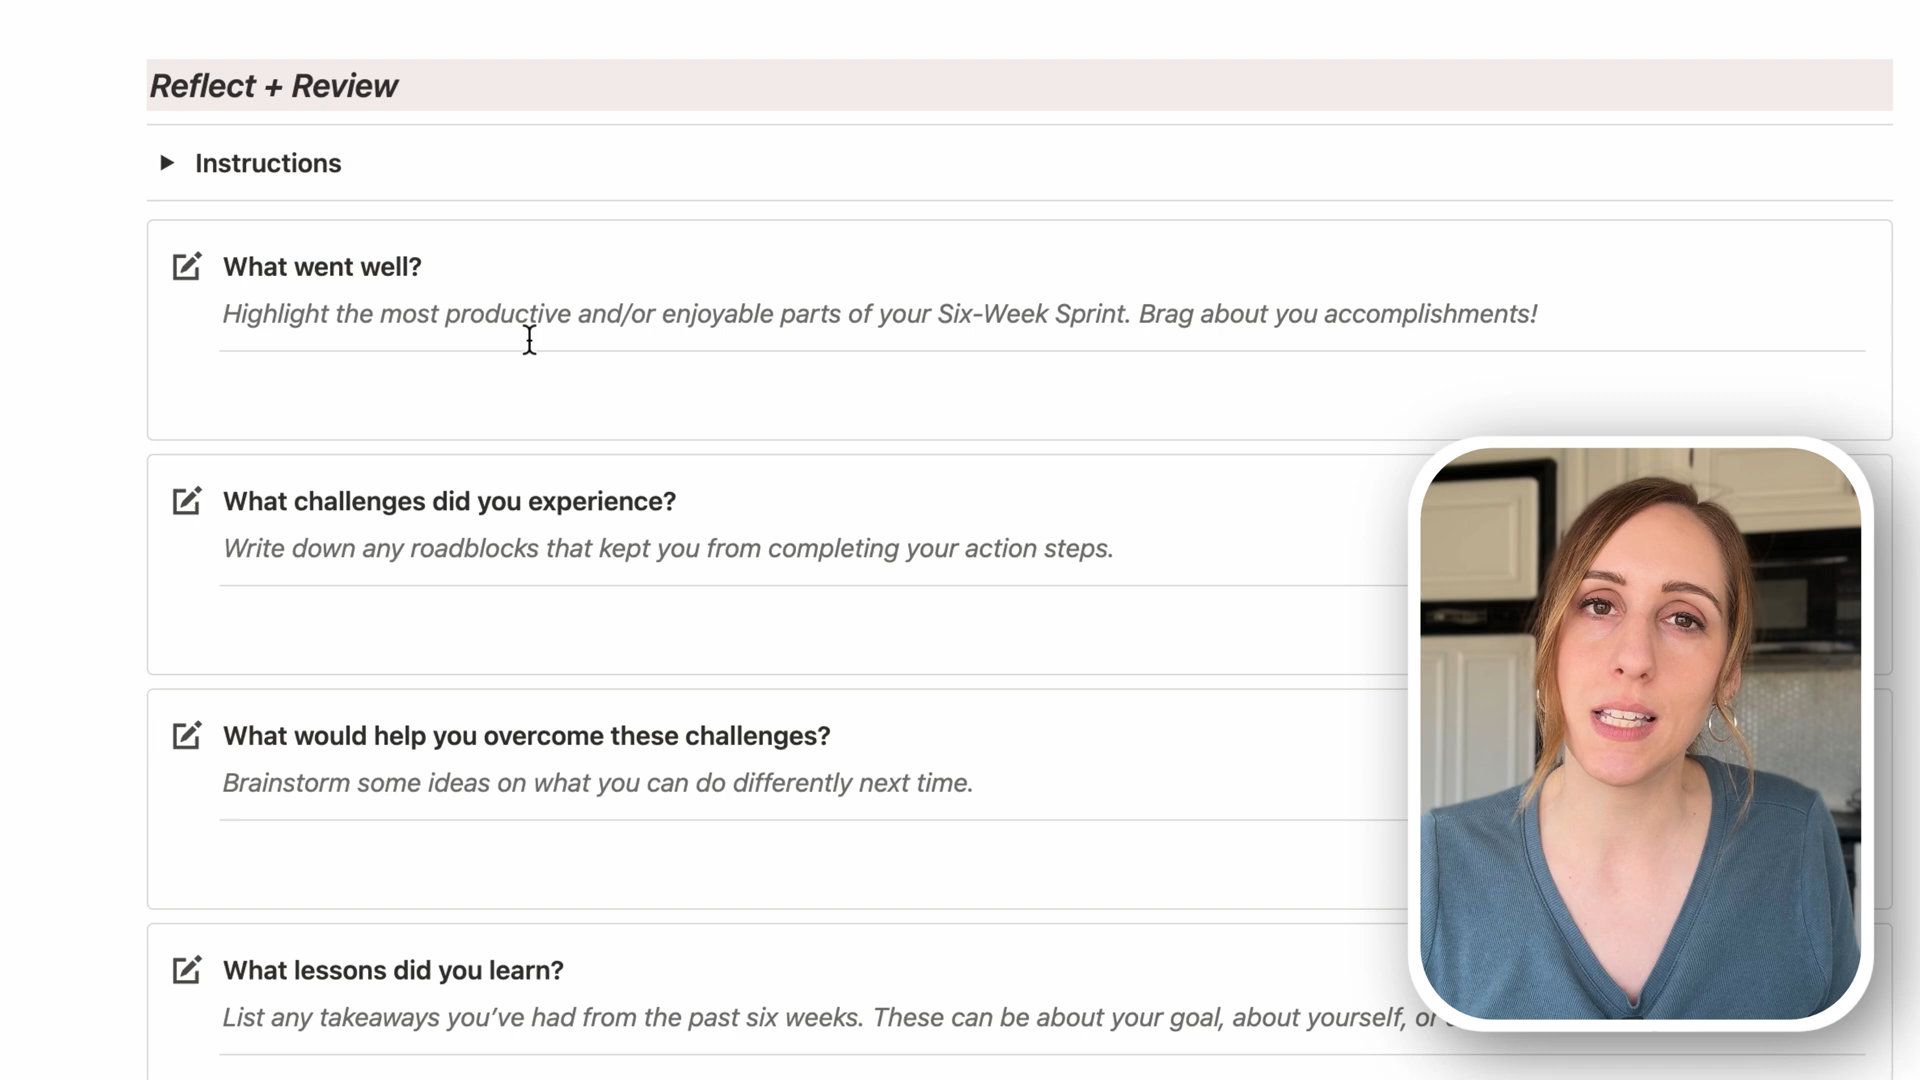 Reflect + Review
Instructions
What went well?
Highlight the most productive and/or enjoyable parts of your Six-Week Sprint. Brag about you accomplishments!
What challenges did you experience?
Write down any roadblocks that kept you from completing your action steps.
What would help you overcome these challenges?
Brainstorm some ideas on what you can do differently next time.
What lessons did you learn?
List any takeaways you’ve had from the past six weeks. These can be about your goal, about yourself, or